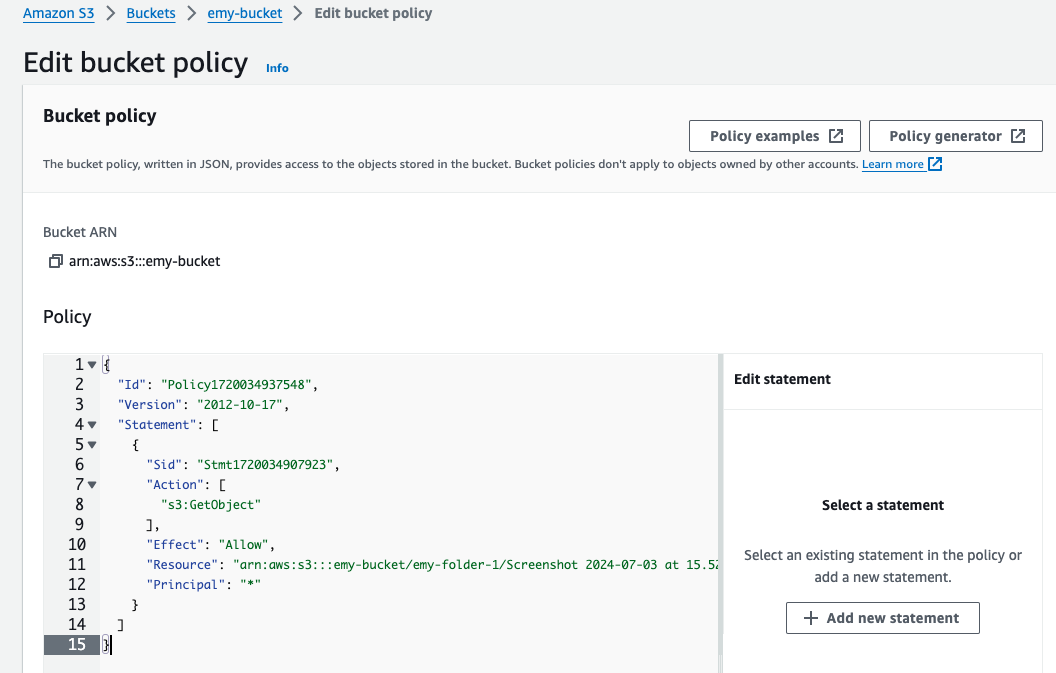 Amazon S3 > Buckets > emy-bucket > Edit bucket policy
Edit bucket policy Info
Bucket policy
Policy examples
Policy generator
The bucket policy, written in JSON, provides access to the objects stored in the bucket. Bucket policies don't apply to objects owned by other accounts. Learn more
Bucket ARN
arn:aws:s3:::emy-bucket
Policy
1 {
2 "Id": "Policy1720034937548",
3 "Version": "2012-10-17",
4 "Statement": [
5 {
6 "Sid": "Stmt1720034907923",
7 "Action": [
8 "s3:GetObject"
9 ],
10 "Effect": "Allow",
11 "Resource": "arn:aws:s3:::emy-bucket/emy-folder-1/Screenshot 2024-07-03 at 15.52
12 "Principal": "*"
13 }
14 ]
15 }
Edit statement
Select a statement
Select an existing statement in the policy or
add a new statement.
+ Add new statement